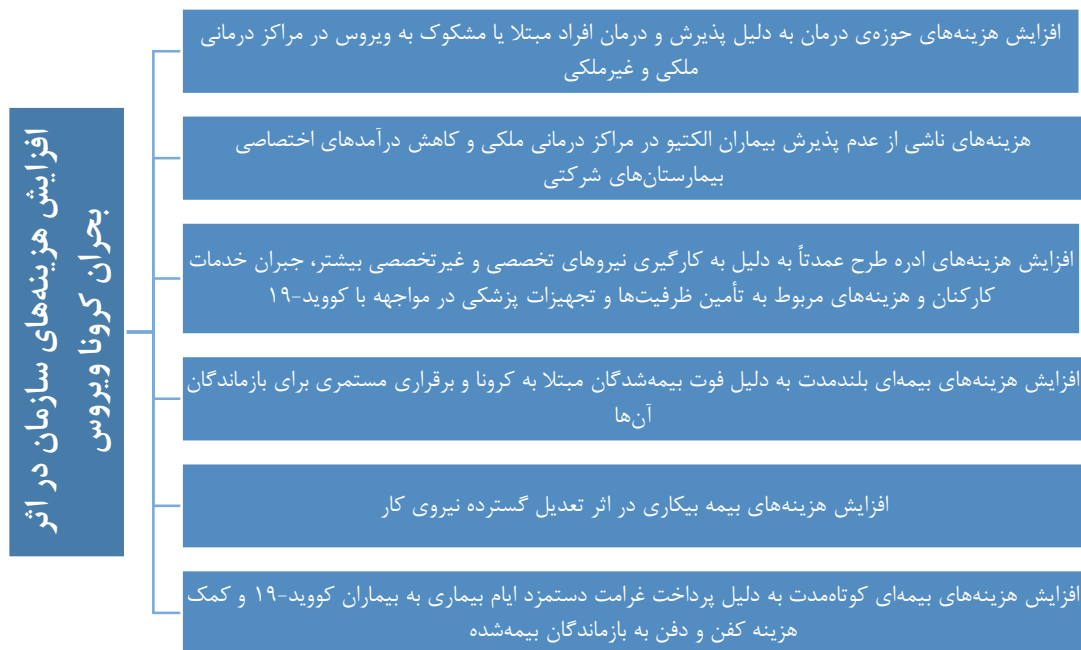 افزایش هزینه‌های سازمان در اثر
بحران کرونا ویروس
افزایش هزینه‌های حوزه‌ی درمان به دلیل پذیرش و درمان افراد مبتلا یا مشکوک به ویروس در مراکز درمانی
ملکی و غیرملکی
هزینه‌های ناشی از عدم پذیرش بیماران الکتیو در مراکز درمانی ملکی و کاهش درآمدهای اختصاصی
بیمارستان‌های شرکتی
افزایش هزینه‌های ادره طرح عمدتاً به دلیل به کارگیری نیروهای تخصصی و غیرتخصصی بیشتر، جبران خدمات
کارکنان و هزینه‌های مربوط به تأمین ظرفیت‌ها و تجهیزات پزشکی در مواجهه با کووید-۱۹
افزایش هزینه‌های بیمه‌ای بلندمدت به دلیل فوت بیمه‌شدگان مبتلا به کرونا و برقراری مستمری برای بازماندگان
آن‌ها
افزایش هزینه‌های بیمه بیکاری در اثر تعدیل گسترده نیروی کار
افزایش هزینه‌های بیمه‌ای کوتاه‌مدت به دلیل پرداخت غرامت دستمزد ایام بیماری به بیماران کووید-۱۹ و کمک
هزینه کفن و دفن به بازماندگان بیمه‌شده